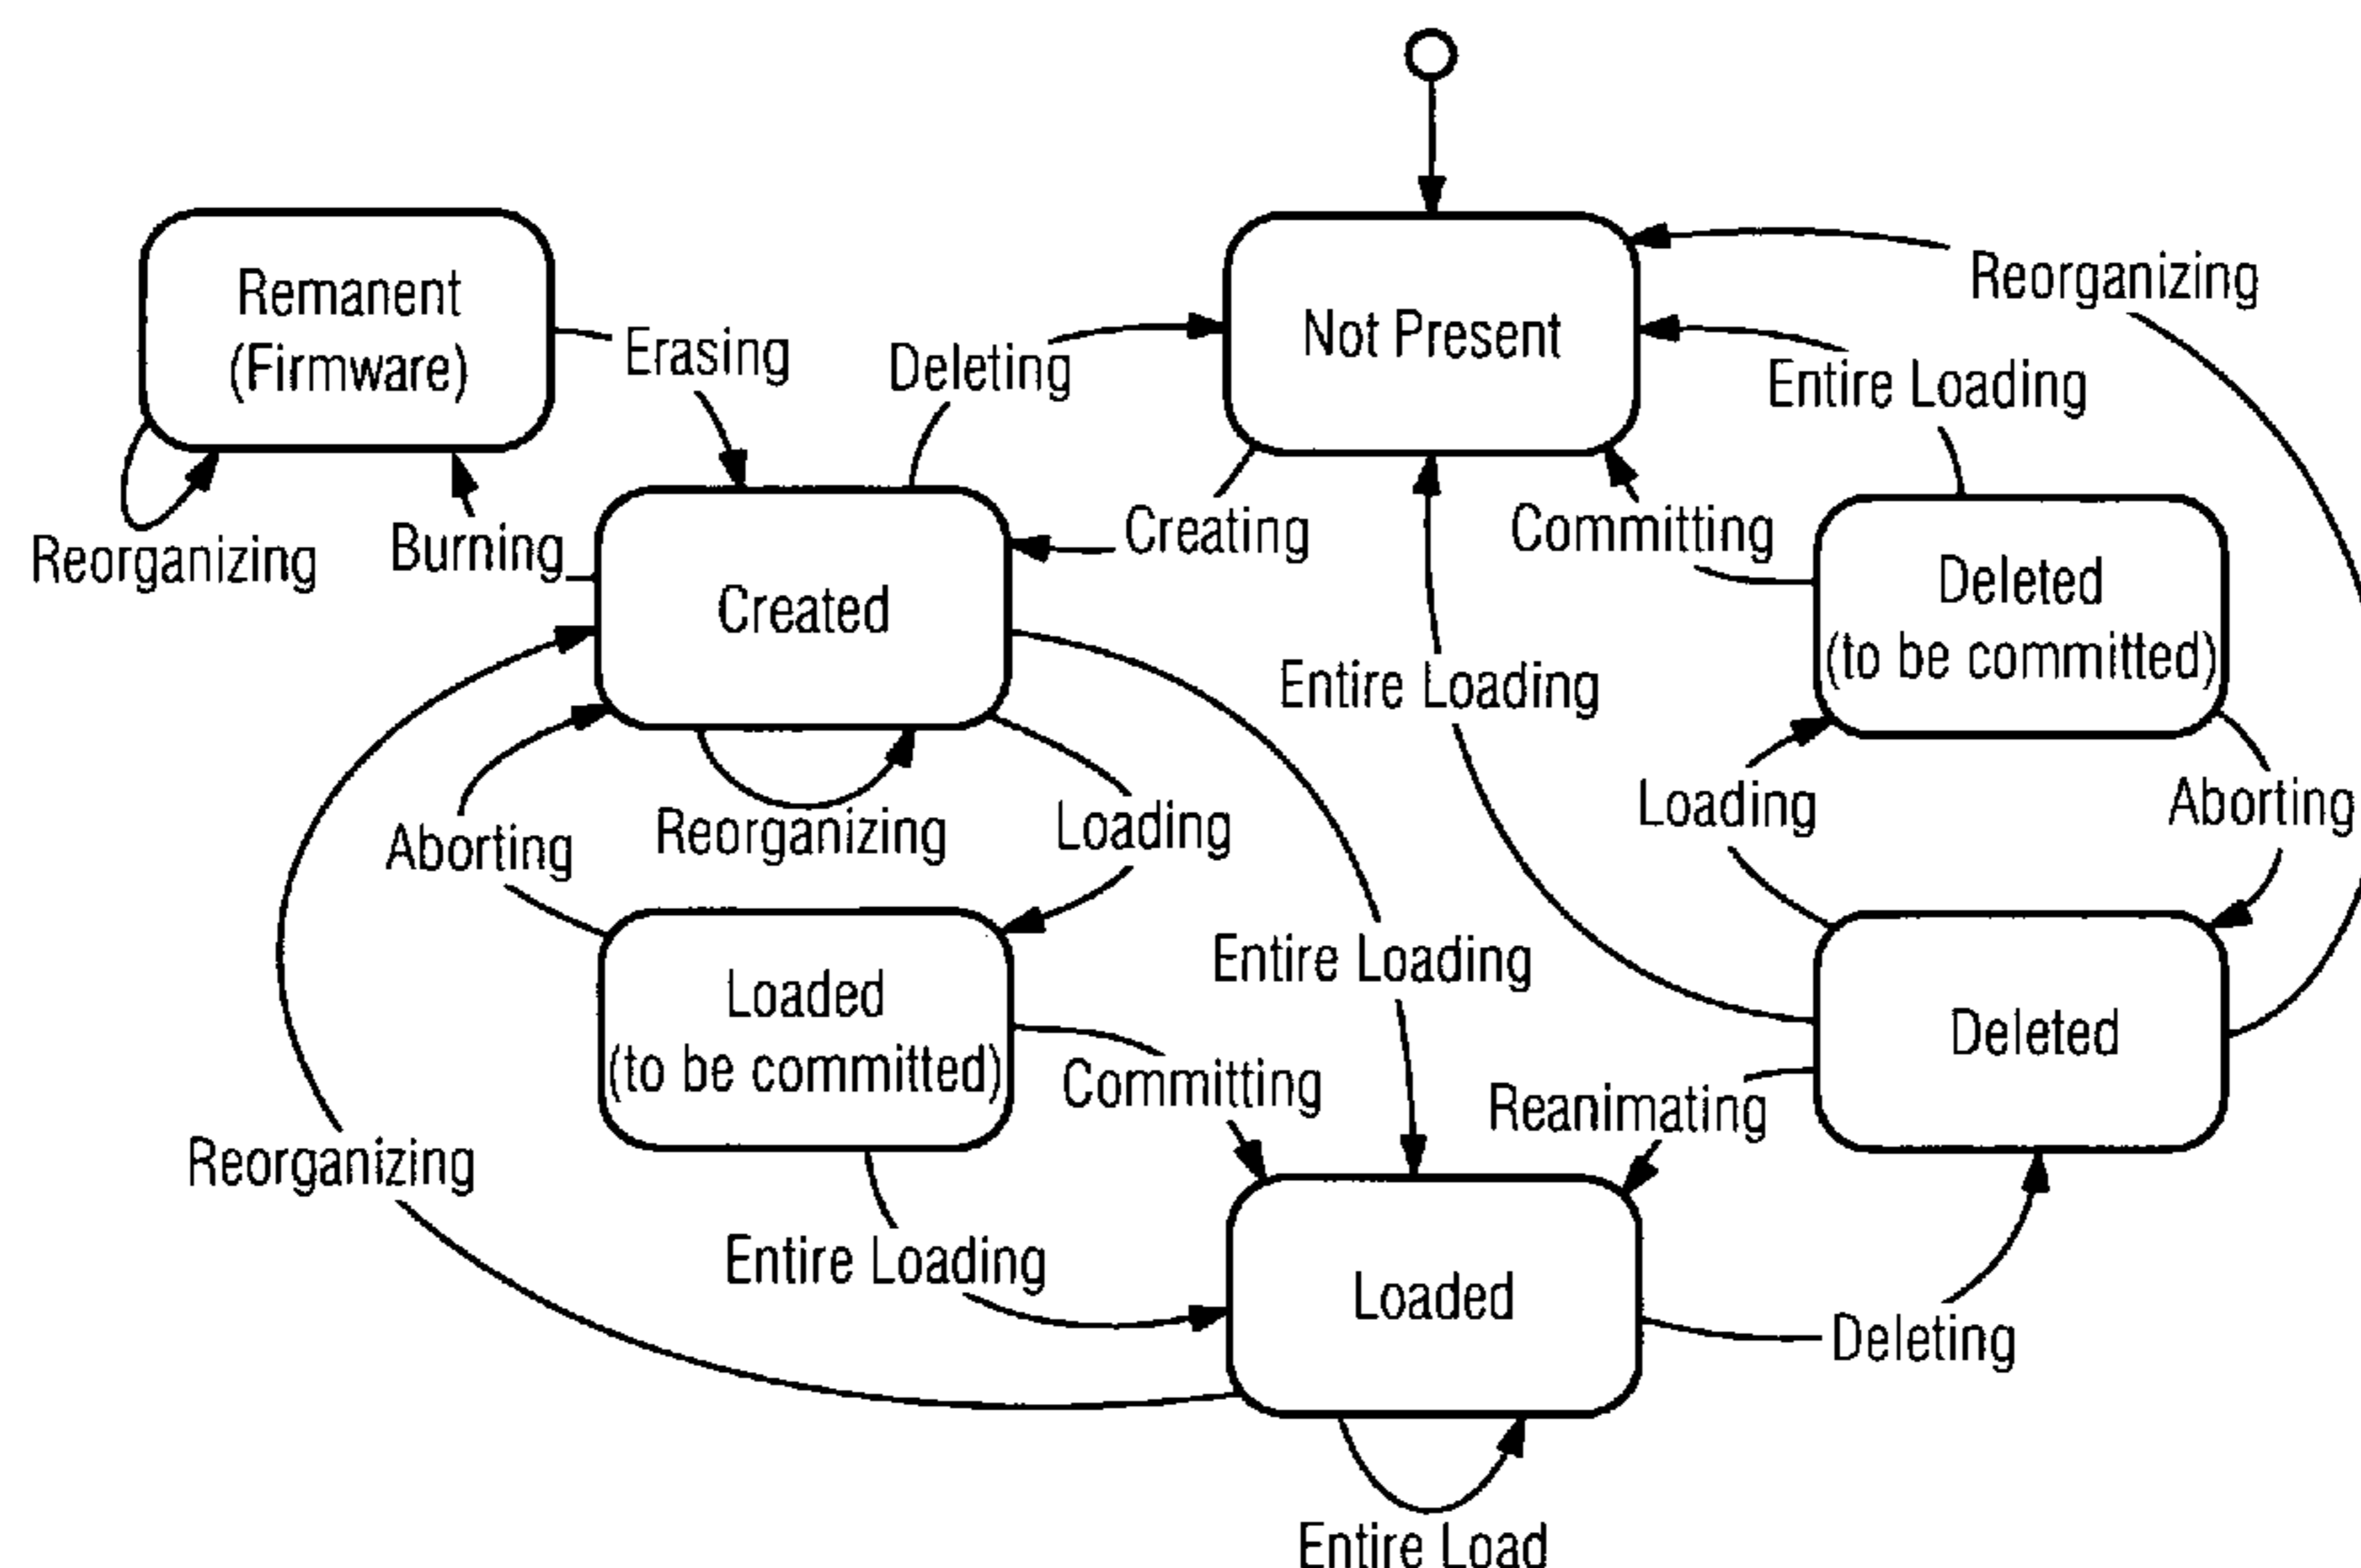 Remanent
(Firmware)
Erasing
Deleting
Not Present
Reorganizing
Entire Loading
Reorganizing
Burning
Creating
Committing
Created
Deleted
(to be committed)
Entire Loading
Aborting
Reorganizing
Loading
Loading
Aborting
Loaded
(to be committed)
Entire Loading
Deleted
Committing
Reanimating
Reorganizing
Entire Loading
Loaded
Deleting
Entire Load